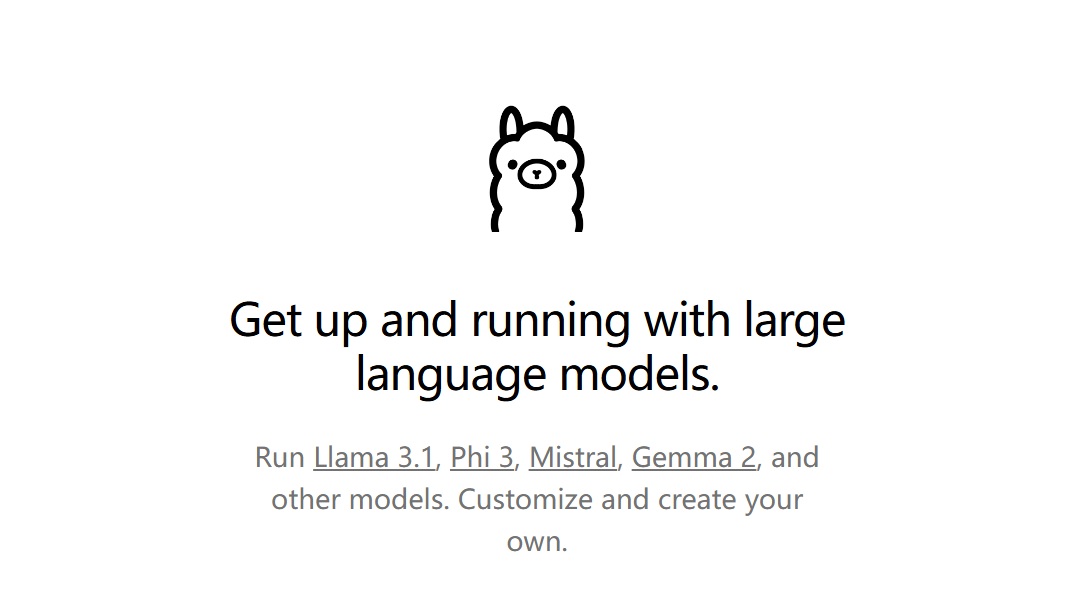 Get up and running with large
language models.
Run Llama 3.1, Phi 3, Mistral, Gemma 2, and
other models. Customize and create your
own.